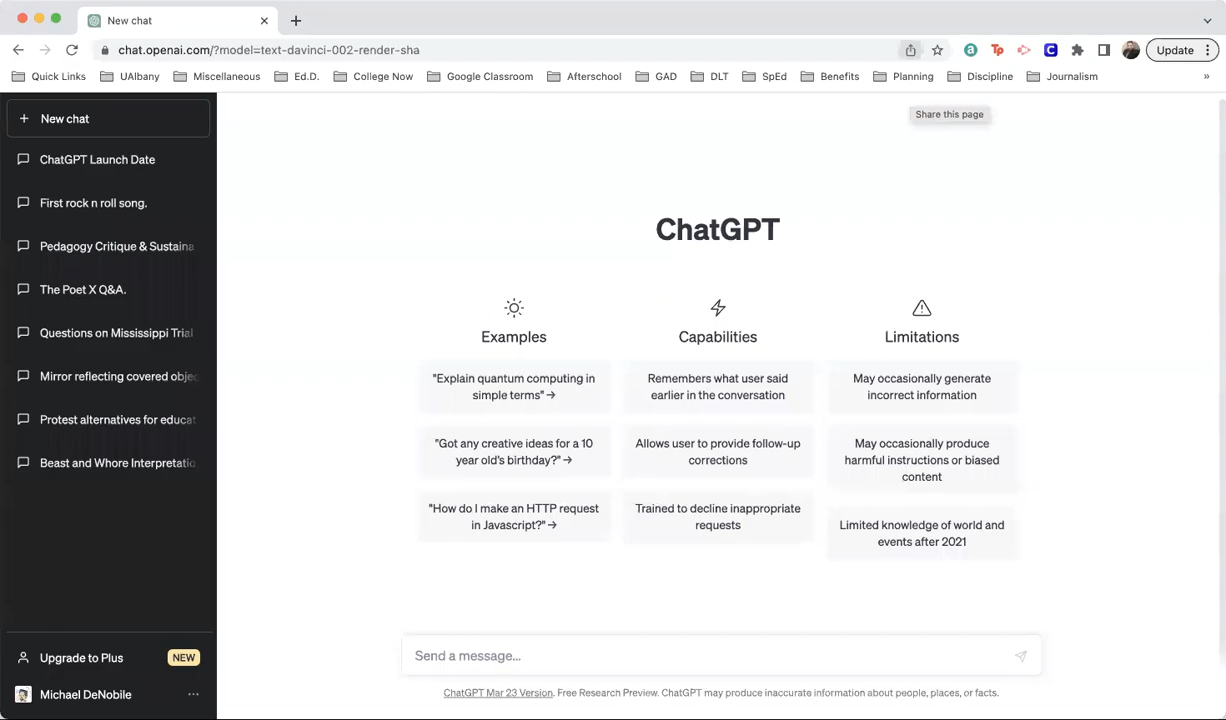 New chat
chat.openai.com/?model=text-davinci-002-render-sha
Update
Quick Links UAlbany Miscellaneous Ed.D. College Now Google Classroom Afterschool GAD DLT SpEd Benefits Planning Discipline Journalism »
Share this page
New chat
ChatGPT Launch Date
First rock n roll song.
Pedagogy Critique & Sustaina
The Poet X Q&A.
Questions on Mississippi Trial
Mirror reflecting covered obje
Protest alternatives for educat
Beast and Whore Interpretatio
Upgrade to Plus NEW
Michael DeNobile ...
ChatGPT
Examples
"Explain quantum computing in
simple terms" →
"Got any creative ideas for a 10
year old's birthday?" →
"How do I make an HTTP request
in Javascript?" →
Capabilities
Remembers what user said
earlier in the conversation
Allows user to provide follow-up
corrections
Trained to decline inappropriate
requests
Limitations
May occasionally generate
incorrect information
May occasionally produce
harmful instructions or biased
content
Limited knowledge of world and
events after 2021
Send a message...
ChatGPT Mar 23 Version. Free Research Preview. ChatGPT may produce inaccurate information about people, places, or facts.